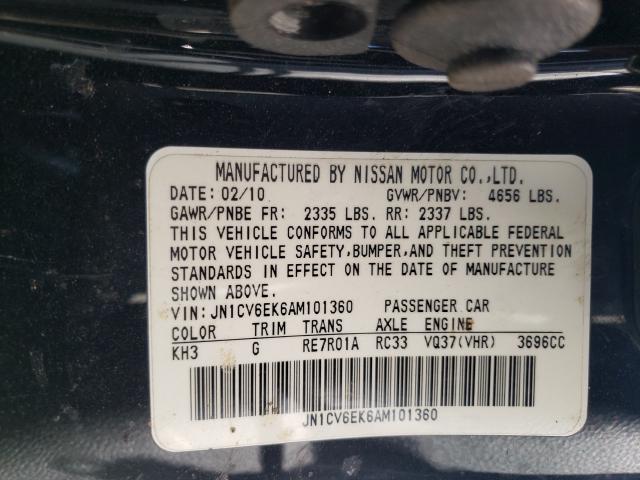 MANUFACTURED BY NISSAN MOTOR CO.,LTD.
DATE: 02/10 GVWR/PNBV: 4656 LBS.
GAWR/PNBE FR: 2335 LBS. RR: 2337 LBS.
THIS VEHICLE CONFORMS TO ALL APPLICABLE FEDERAL
MOTOR VEHICLE SAFETY,BUMPER,AND THEFT PREVENTION
STANDARDS IN EFFECT ON THE DATE OF MANUFACTURE
SHOWN ABOVE.
VIN: JN1CV6EK6AM101360 PASSENGER CAR
COLOR TRIM TRANS AXLE ENGINE
KH3 G RE7R01A RC33 VQ37(VHR) 3696CC
JN1CV6EK6AM101360